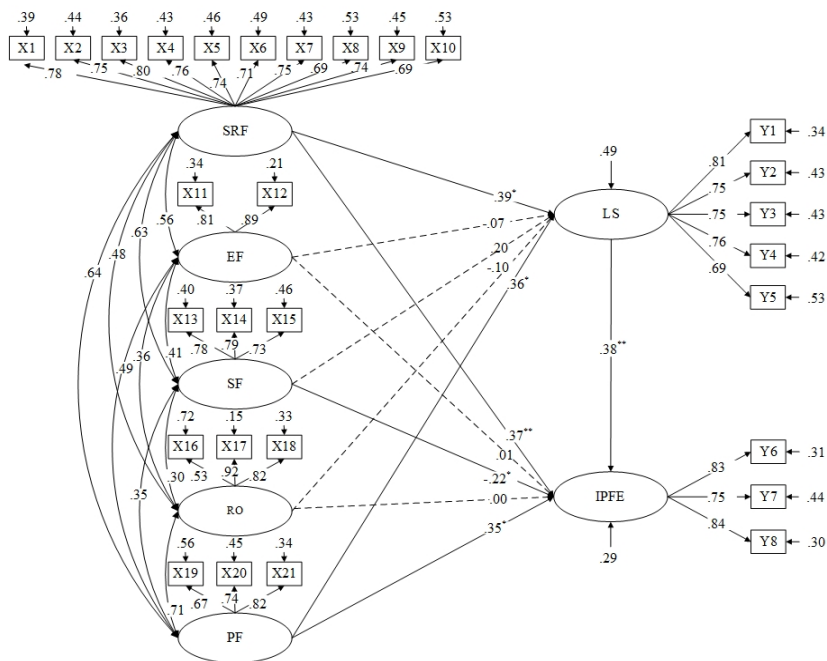 .39 .44 .36 .43 .46 .49 .43 .53 .45 .53
X1 X2 X3 X4 X5 X6 X7 X8 X9 X10
.78 .75 .80 .76 .74 .71 .75 .69 .74 .69
SRF
.34 .21
X11 X12
.81 .89
EF
.40 .37 .46
X13 X14 X15
.78 .79 .73
SF
.72 .15 .33
X16 X17 X18
.53 .92 .82
RO
.56 .45 .34
X19 X20 X21
.67 .74 .82
PF
.56
.63
.48
.64
.41
.36
.49
.30
.35
.71
.39*
-.07
.20
-.10
.36*
.37**
.01
-.22*
.00
.35*
.49
LS
.38**
IPFE
.29
.81 Y1 .34
.75 Y2 .43
.75 Y3 .43
.76 Y4 .42
.69 Y5 .53
.83 Y6 .31
.75 Y7 .44
.84 Y8 .30